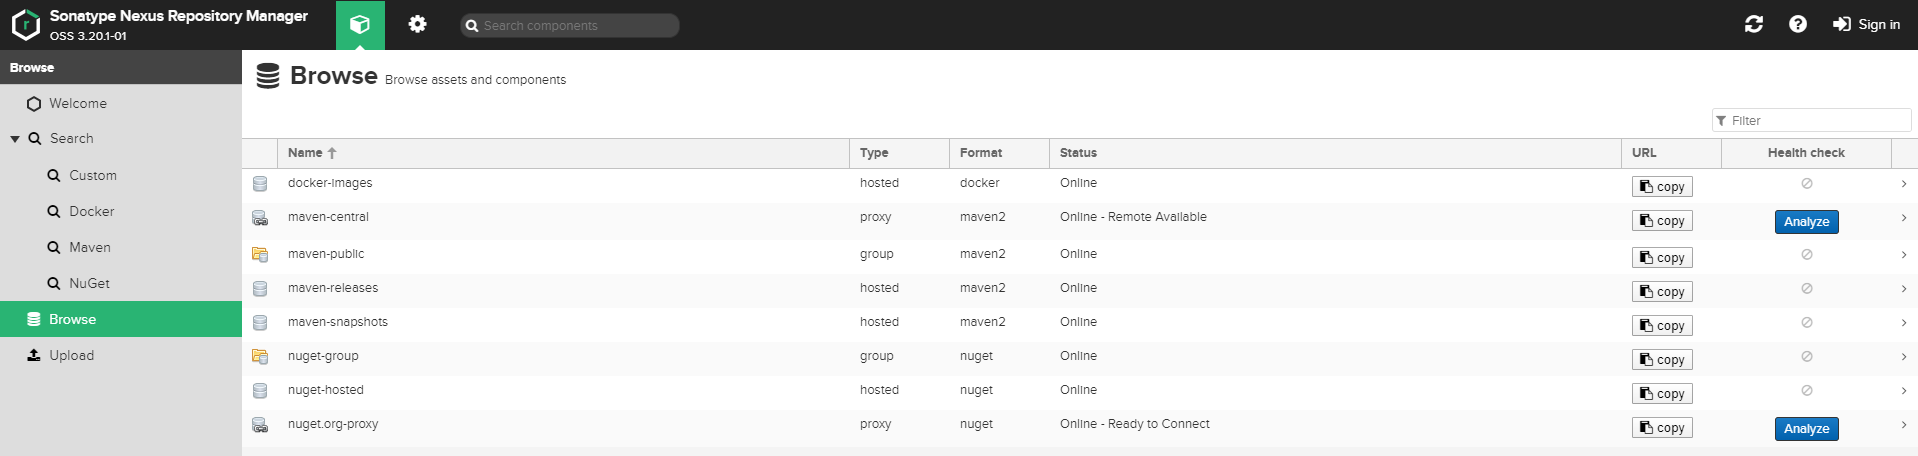 Sonatype Nexus Repository Manager
OSS 3.20.1-01
Search components
Sign in
Browse
Welcome
Search
Custom
Docker
Maven
NuGet
Browse
Upload
Browse Browse assets and components
Filter
Name Type Format Status URL Health check
docker-images hosted docker Online copy
maven-central proxy maven2 Online - Remote Available copy Analyze
maven-public group maven2 Online copy
maven-releases hosted maven2 Online copy
maven-snapshots hosted maven2 Online copy
nuget-group group nuget Online copy
nuget-hosted hosted nuget Online copy
nuget.org-proxy proxy nuget Online - Ready to Connect copy Analyze